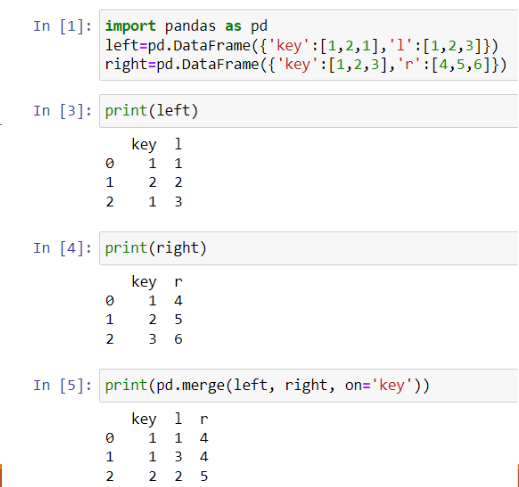 In [1]: import pandas as pd
left=pd.DataFrame({'key':[1,2,1],'l':[1,2,3]})
right=pd.DataFrame({'key':[1,2,3],'r':[4,5,6]})
In [3]: print(left)
key l
0 1 1
1 2 2
2 1 3
In [4]: print(right)
key r
0 1 4
1 2 5
2 3 6
In [5]: print(pd.merge(left, right, on='key'))
key l r
0 1 1 4
1 1 3 4
2 2 2 5